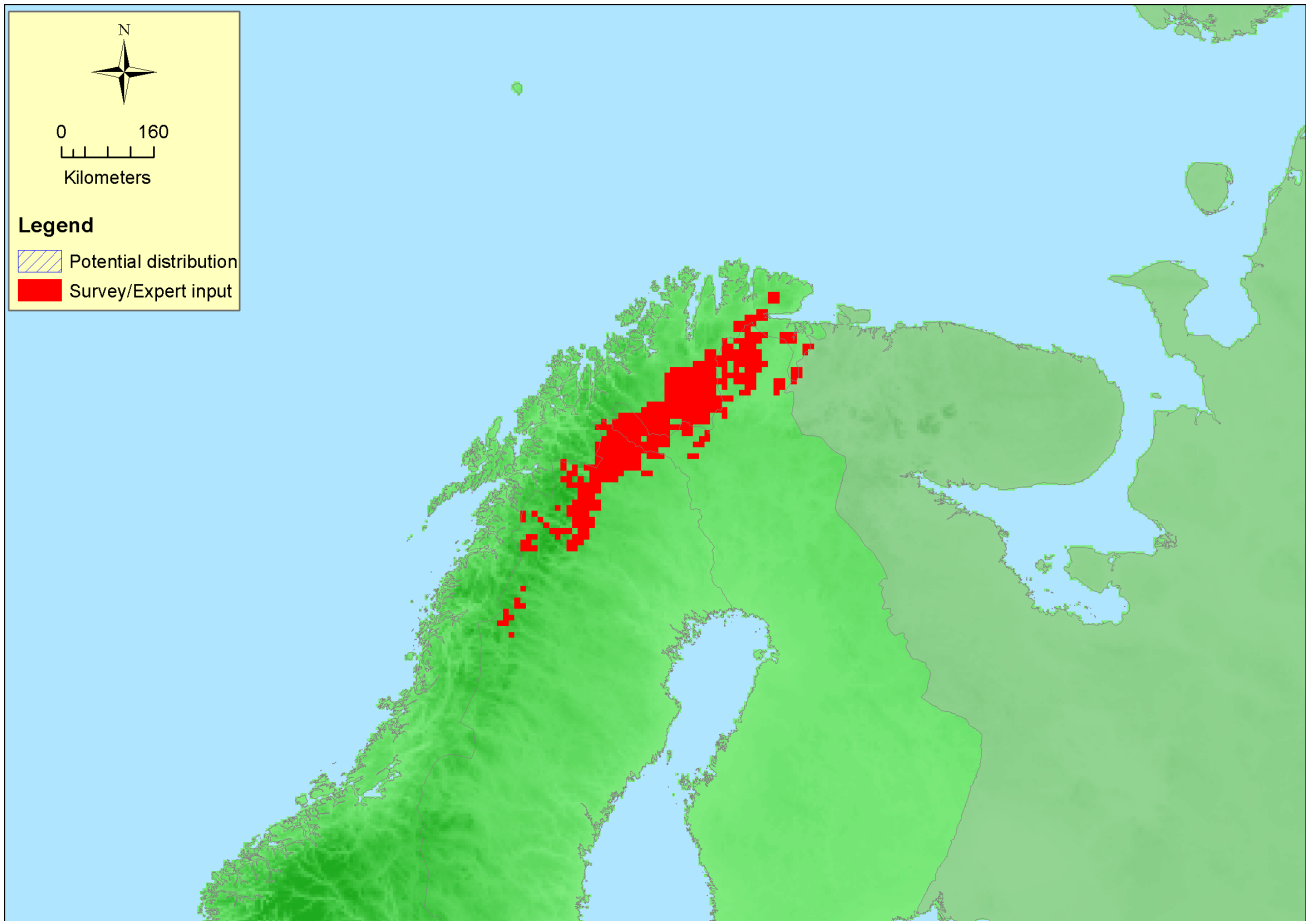 N
0 160
Kilometers
Legend
Potential distribution
Survey/Expert input